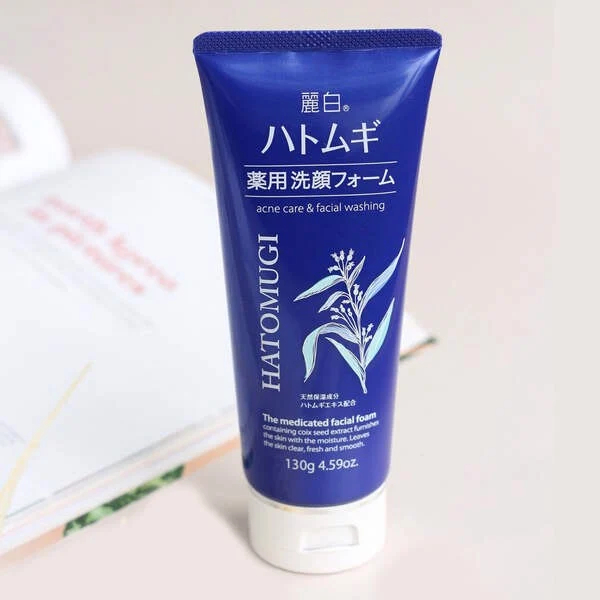 麗白®
ハトムギ
薬用 洗顔フォーム
acne care & facial washing
HATOMUGI
天然保湿成分
ハトムギエキス配合
The medicated facial foam
containing coix seed extract furnishes
the skin with the moisture. Leaves
the skin clear, fresh and smooth.
130g 4.59oz.